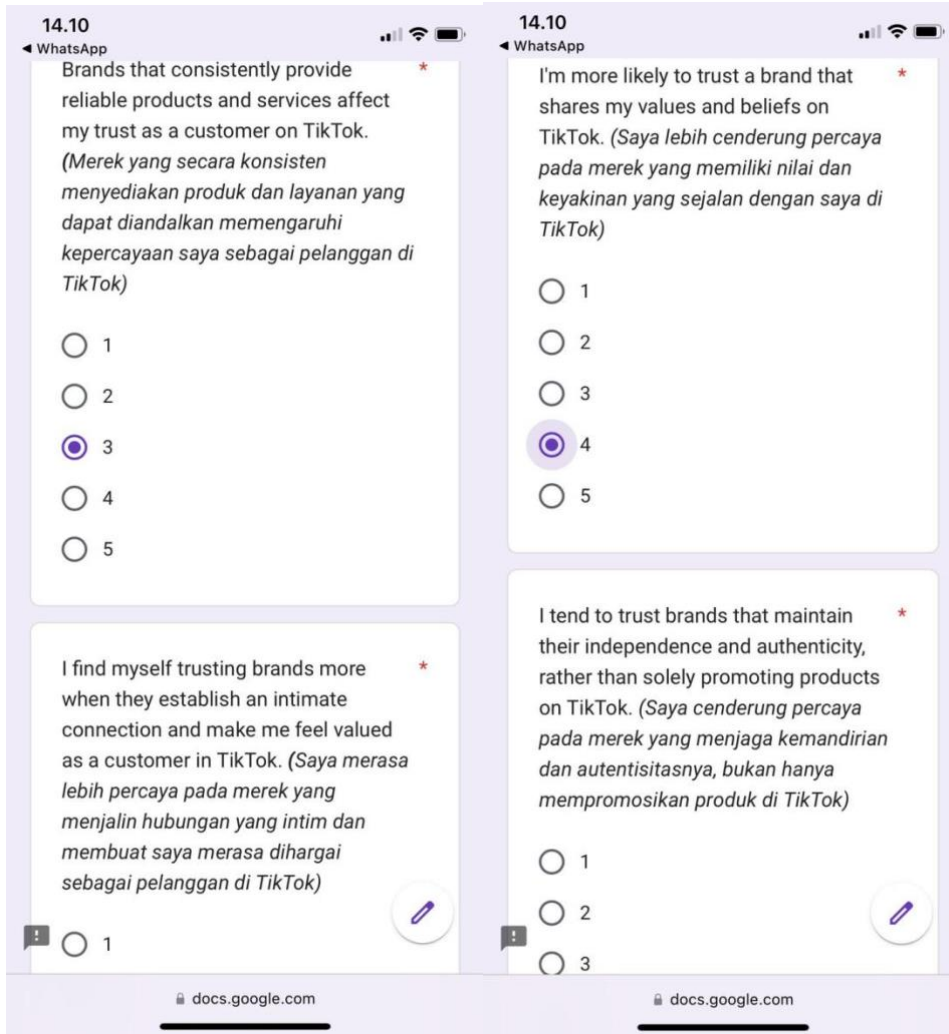 14.10
◀ WhatsApp
Brands that consistently provide *
reliable products and services affect
my trust as a customer on TikTok.
(Merek yang secara konsisten
menyediakan produk dan layanan yang
dapat diandalkan memengaruhi
kepercayaan saya sebagai pelanggan di
TikTok)
1
2
3
4
5
I find myself trusting brands more *
when they establish an intimate
connection and make me feel valued
as a customer in TikTok. (Saya merasa
lebih percaya pada merek yang
menjalin hubungan yang intim dan
membuat saya merasa dihargai
sebagai pelanggan di TikTok)
1
docs.google.com
14.10
◀ WhatsApp
I'm more likely to trust a brand that *
shares my values and beliefs on
TikTok. (Saya lebih cenderung percaya
pada merek yang memiliki nilai dan
keyakinan yang sejalan dengan saya di
TikTok)
1
2
3
4
5
I tend to trust brands that maintain *
their independence and authenticity,
rather than solely promoting products
on TikTok. (Saya cenderung percaya
pada merek yang menjaga kemandirian
dan autentisitasnya, bukan hanya
mempromosikan produk di TikTok)
1
2
3
docs.google.com